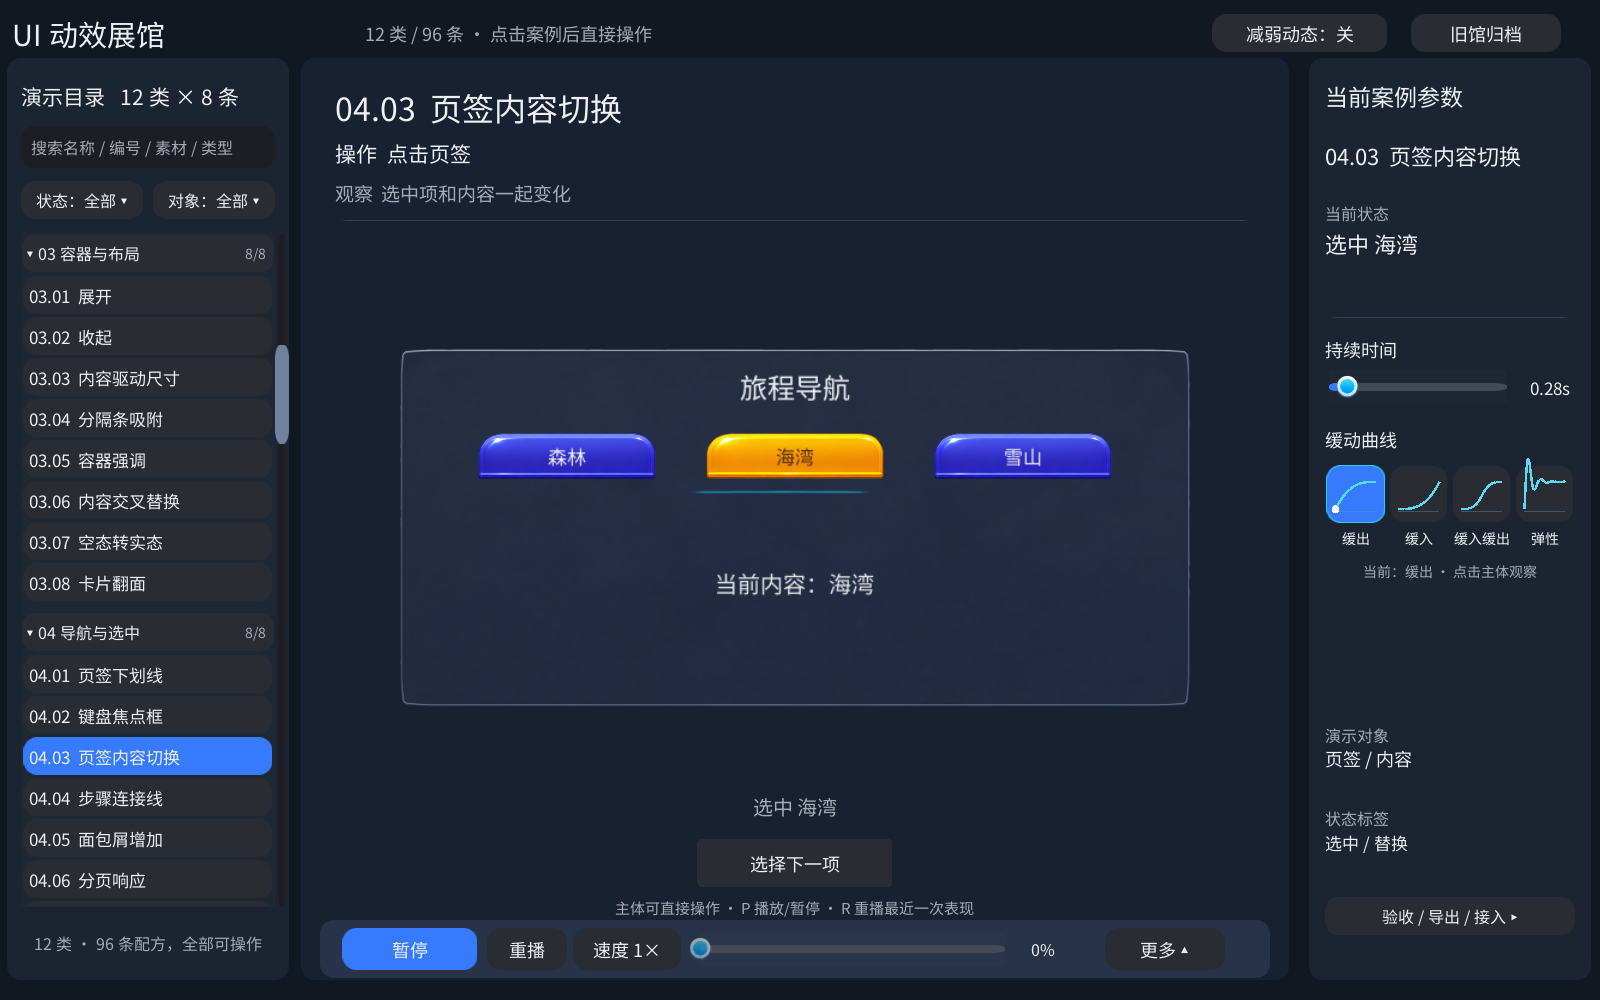 UI 动效展馆
12 类 / 96 条 · 点击案例后直接操作
减弱动态：关
旧馆归档
演示目录 12 类 × 8 条
搜索名称 / 编号 / 素材 / 类型
状态：全部 ▾
对象：全部 ▾
▾ 03 容器与布局 8/8
03.01 展开
03.02 收起
03.03 内容驱动尺寸
03.04 分隔条吸附
03.05 容器强调
03.06 内容交叉替换
03.07 空态转实态
03.08 卡片翻面
▾ 04 导航与选中 8/8
04.01 页签下划线
04.02 键盘焦点框
04.03 页签内容切换
04.04 步骤连接线
04.05 面包屑增加
04.06 分页响应
12 类 · 96 条配方，全部可操作
04.03 页签内容切换
操作 点击页签
观察 选中项和内容一起变化
旅程导航
森林
海湾
雪山
当前内容：海湾
选中 海湾
选择下一项
主体可直接操作 · P 播放/暂停 · R 重播最近一次表现
暂停
重播
速度 1×
0%
更多 ▴
当前案例参数
04.03 页签内容切换
当前状态
选中 海湾
持续时间
0.28s
缓动曲线
缓出
缓入
缓入缓出
弹性
当前：缓出 · 点击主体观察
演示对象
页签 / 内容
状态标签
选中 / 替换
验收 / 导出 / 接入 ▸